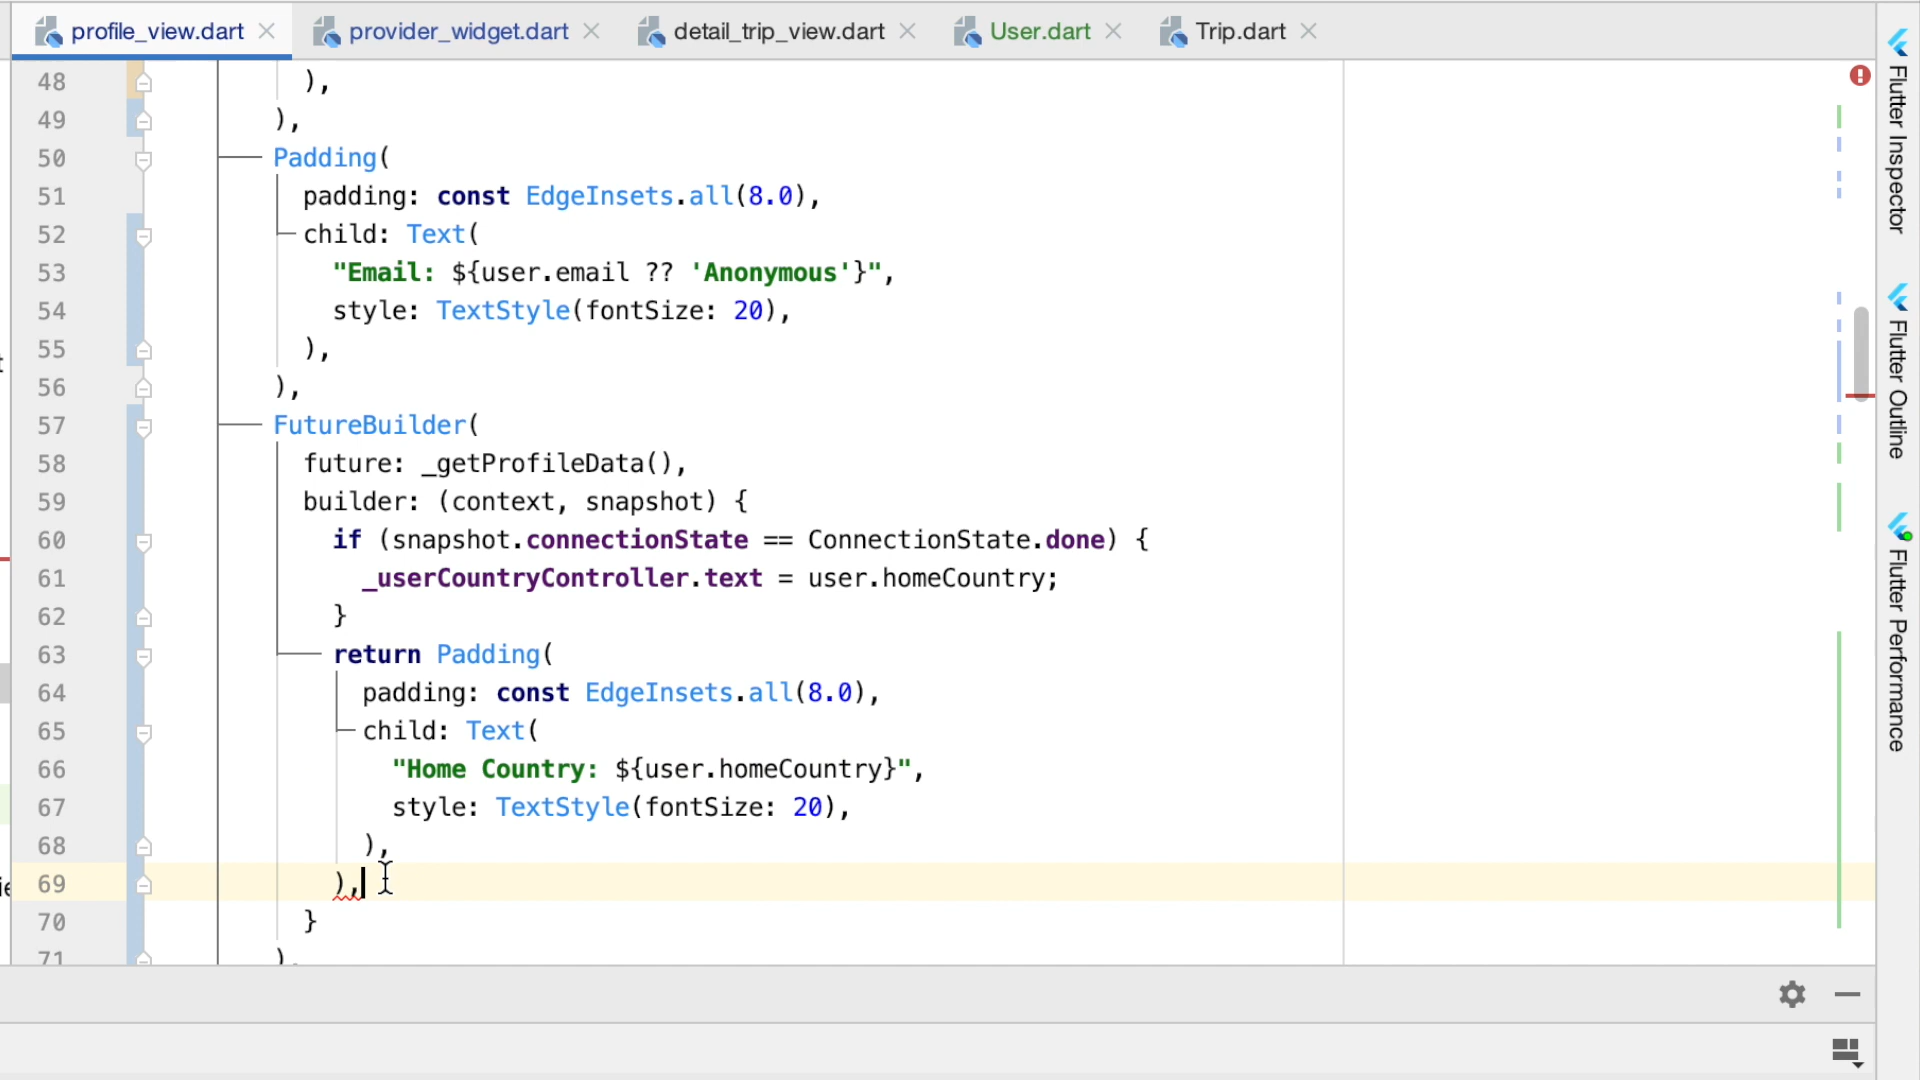 profile_view.dart provider_widget.dart detail_trip_view.dart User.dart Trip.dart
48 ),
49 ),
50 Padding(
51 padding: const EdgeInsets.all(8.0),
52 child: Text(
53 "Email: ${user.email ?? 'Anonymous'}",
54 style: TextStyle(fontSize: 20),
55 ),
56 ),
57 FutureBuilder(
58 future: _getProfileData(),
59 builder: (context, snapshot) {
60 if (snapshot.connectionState == ConnectionState.done) {
61 _userCountryController.text = user.homeCountry;
62 }
63 return Padding(
64 padding: const EdgeInsets.all(8.0),
65 child: Text(
66 "Home Country: ${user.homeCountry}",
67 style: TextStyle(fontSize: 20),
68 ),
69 ),
70 }
71 ),
Flutter Inspector
Flutter Outline
Flutter Performance